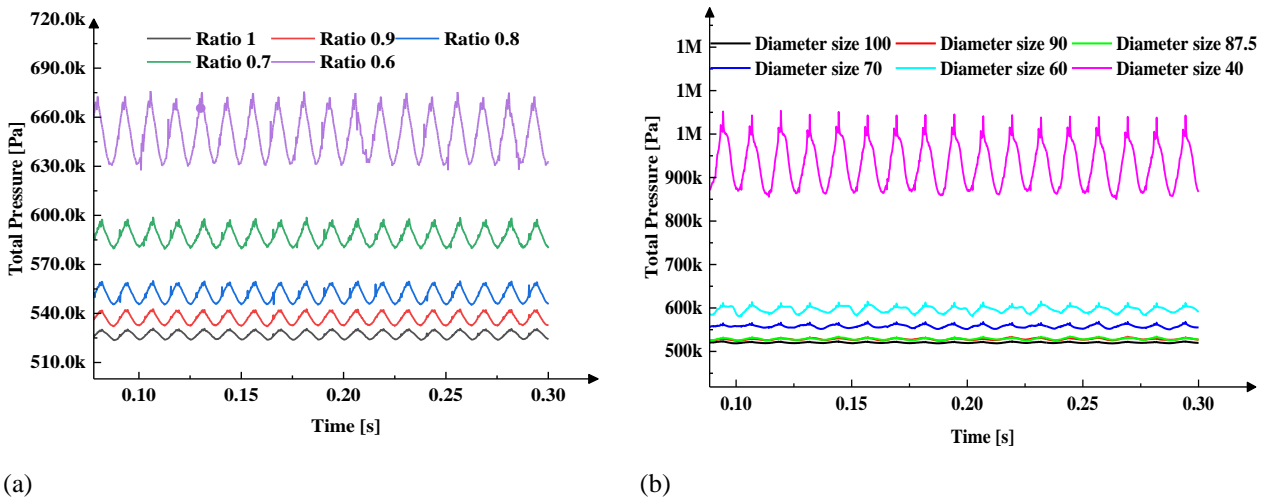 720.0k
690.0k
660.0k
630.0k
600.0k
570.0k
540.0k
510.0k
Total Pressure [Pa]
Ratio 1 Ratio 0.9 Ratio 0.8
Ratio 0.7 Ratio 0.6
0.10 0.15 0.20 0.25 0.30
Time [s]
(a)
1M
1M
1M
900k
800k
700k
600k
500k
Total Pressure [Pa]
Diameter size 100 Diameter size 90 Diameter size 87.5
Diameter size 70 Diameter size 60 Diameter size 40
0.10 0.15 0.20 0.25 0.30
Time [s]
(b)